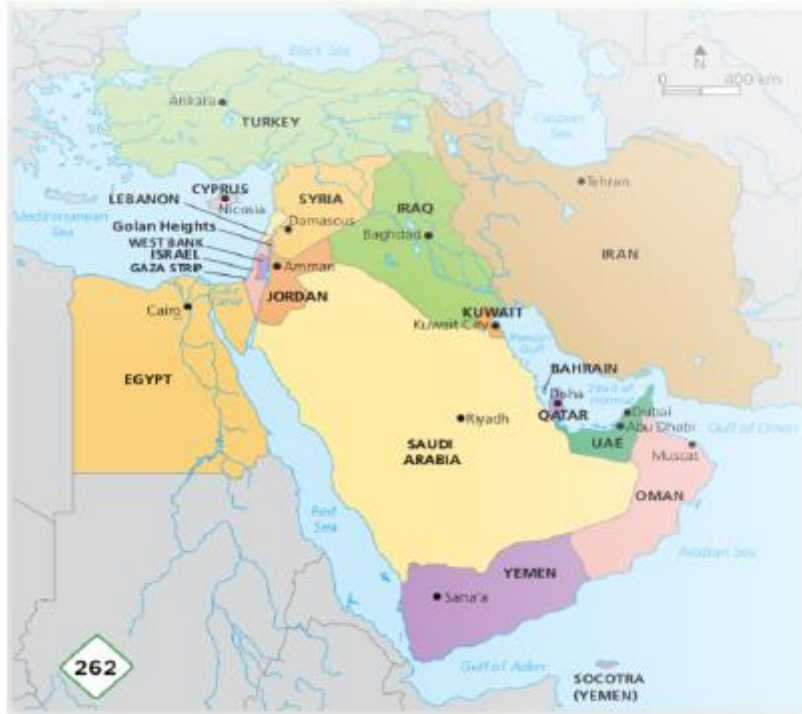 Black Sea
N
0 400 km
Ankara
TURKEY
Caspian
Sea
CYPRUS
Nicosia
LEBANON
SYRIA
Tehran
Mediterranean
Sea
Golan Heights
Damascus
IRAQ
WEST BANK
Baghdad
ISRAEL
GAZA STRIP
Amman
IRAN
JORDAN
Cairo
KUWAIT
Kuwait City
Persian
Gulf
BAHRAIN
EGYPT
Doha
Strait of
QATAR
Dubai
Abu Dhabi
Gulf of Oman
Riyadh
UAE
Muscat
SAUDI
ARABIA
OMAN
Red
Sea
Arabian Sea
YEMEN
Sana'a
262
Gulf of Aden
SOCOTRA
(YEMEN)